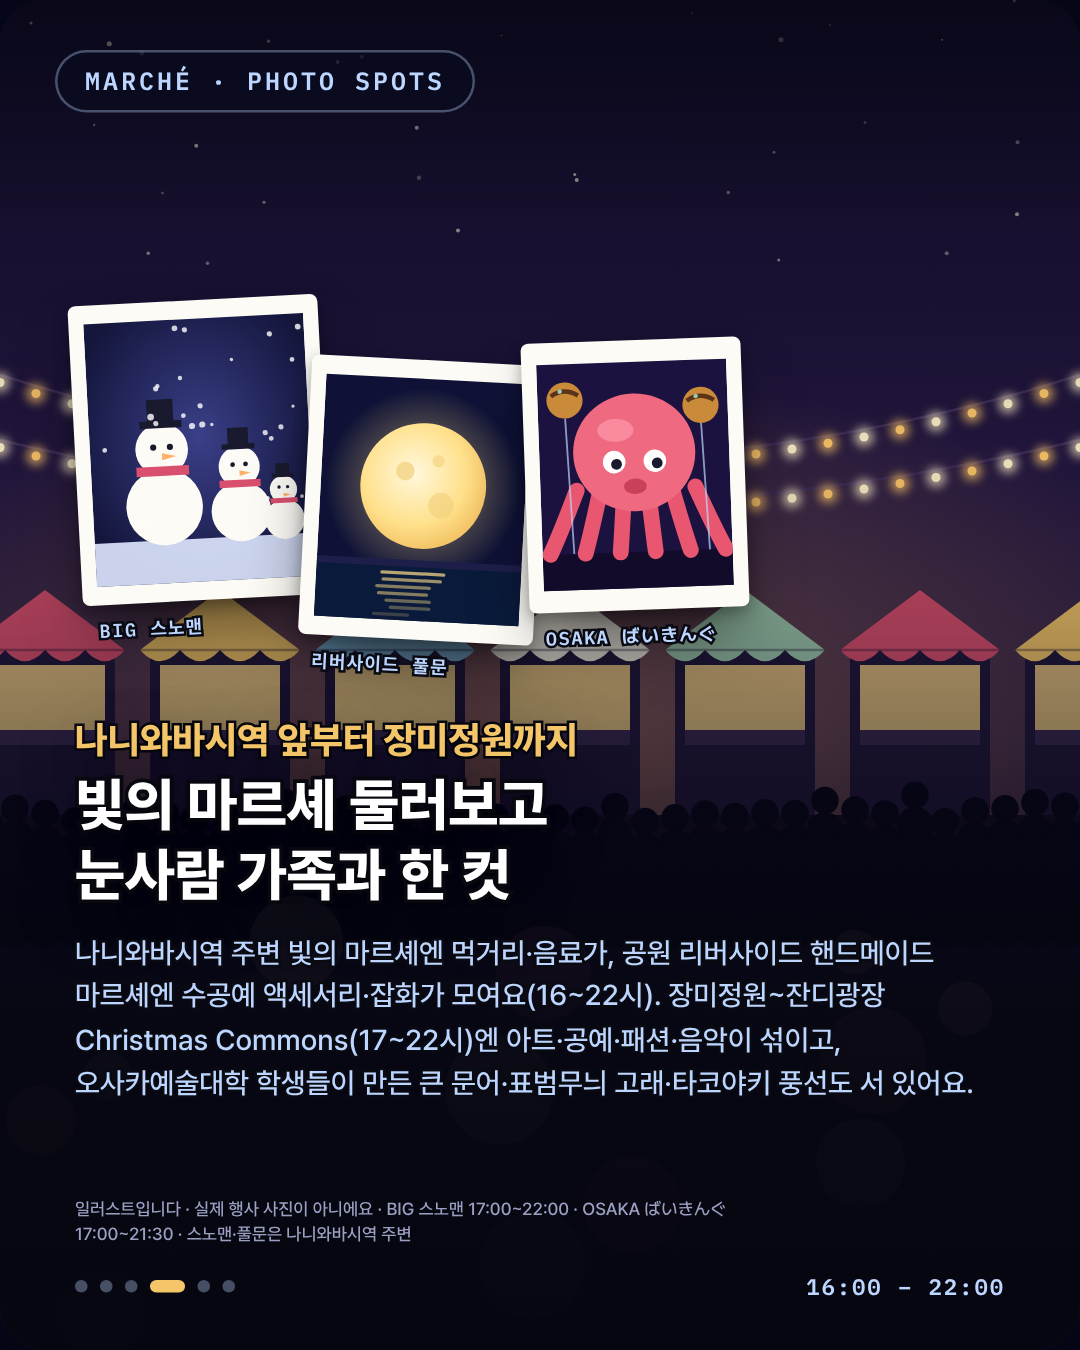 MARCHÉ · PHOTO SPOTS
BIG 스노맨
리버사이드 풀문
OSAKA ばいきんぐ
나니와바시역 앞부터 장미정원까지
빛의 마르셰 둘러보고
눈사람 가족과 한 컷
나니와바시역 주변 빛의 마르셰엔 먹거리·음료가, 공원 리버사이드 핸드메이드
마르셰엔 수공예 액세서리·잡화가 모여요(16~22시). 장미정원~잔디광장
Christmas Commons(17~22시)엔 아트·공예·패션·음악이 섞이고,
오사카예술대학 학생들이 만든 큰 문어·표범무늬 고래·타코야키 풍선도 서 있어요.
일러스트입니다 · 실제 행사 사진이 아니에요 · BIG 스노맨 17:00~22:00 · OSAKA ばいきんぐ
17:00~21:30 · 스노맨·풀문은 나니와바시역 주변
16:00 – 22:00